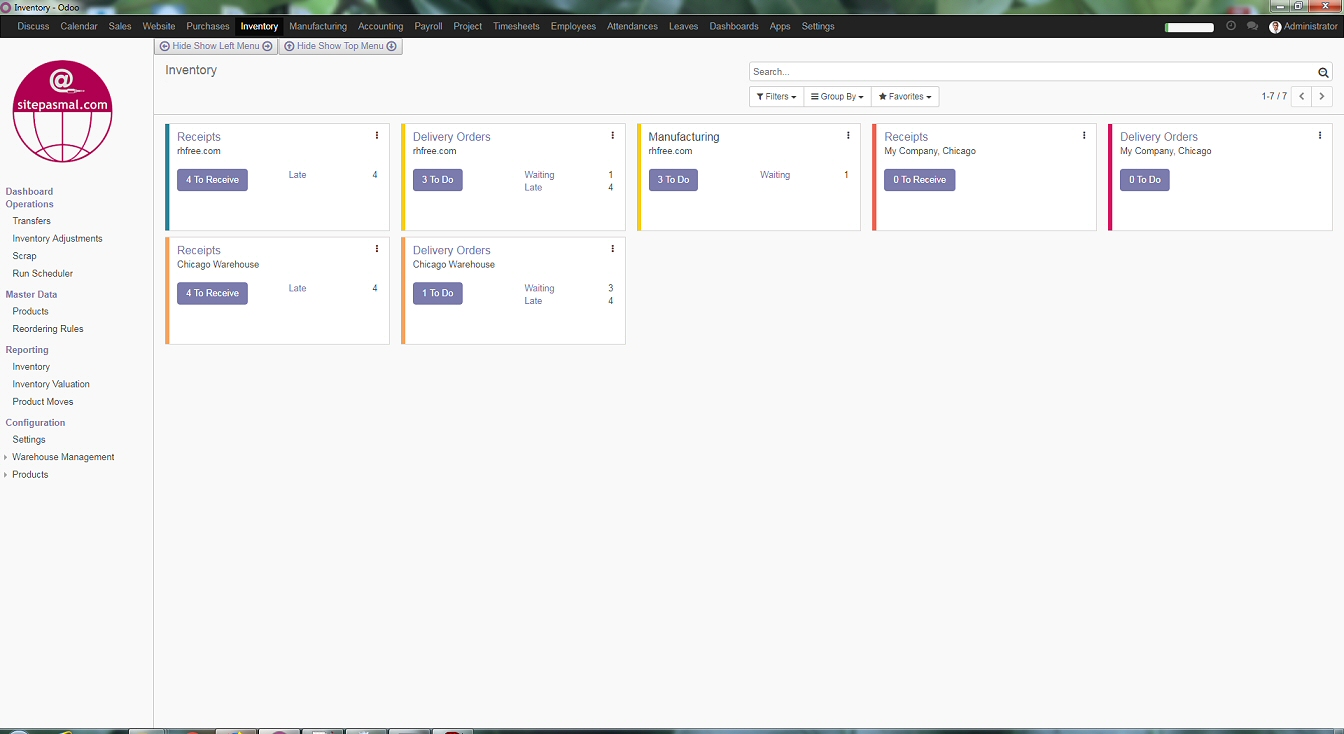 Inventory - Odoo
Discuss Calendar Sales Website Purchases Inventory Manufacturing Accounting Payroll Project Timesheets Employees Attendances Leaves Dashboards Apps Settings Administrator
Hide Show Left Menu Hide Show Top Menu
@
sitepasmal.com
Dashboard
Operations
Transfers
Inventory Adjustments
Scrap
Run Scheduler
Master Data
Products
Reordering Rules
Reporting
Inventory
Inventory Valuation
Product Moves
Configuration
Settings
Warehouse Management
Products
Inventory
Search...
Filters Group By Favorites
1-7 / 7
Receipts
rhfree.com
4 To Receive
Late 4
Delivery Orders
rhfree.com
3 To Do
Waiting 1
Late 4
Manufacturing
rhfree.com
3 To Do
Waiting 1
Receipts
My Company, Chicago
0 To Receive
Delivery Orders
My Company, Chicago
0 To Do
Receipts
Chicago Warehouse
4 To Receive
Late 4
Delivery Orders
Chicago Warehouse
1 To Do
Waiting 3
Late 4